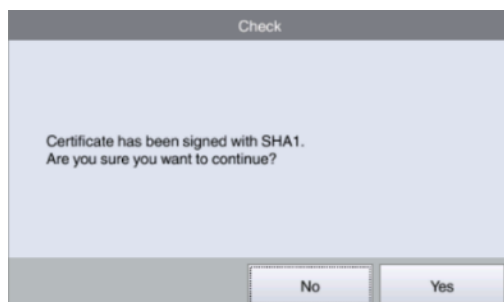 Check
Certificate has been signed with SHA1.
Are you sure you want to continue?
No
Yes